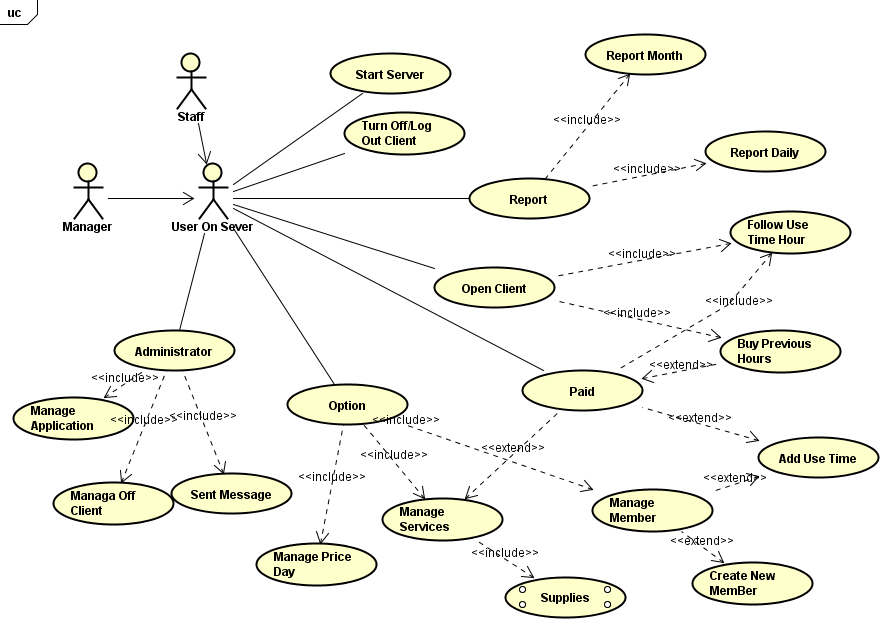 uc
Report Month
Staff
Start Server
<<include>>
Turn Off/Log
Out Client
Report Daily
<<include>>
Manager
User On Sever
Report
Follow Use
Time Hour
<<include>>
Open Client
<<include>>
<<include>>
Buy Previous
Hours
Administrator
<<extend>>
<<include>>
Paid
Option
Manage
Application
<<include>>
<<include>>
<<include>>
<<extend>>
<<extend>>
<<include>>
Add Use Time
<<include>>
<<extend>>
Managa Off
Client
Sent Message
Manage
Services
Manage
Member
<<extend>>
<<include>>
Manage Price
Day
Create New
MemBer
Supplies